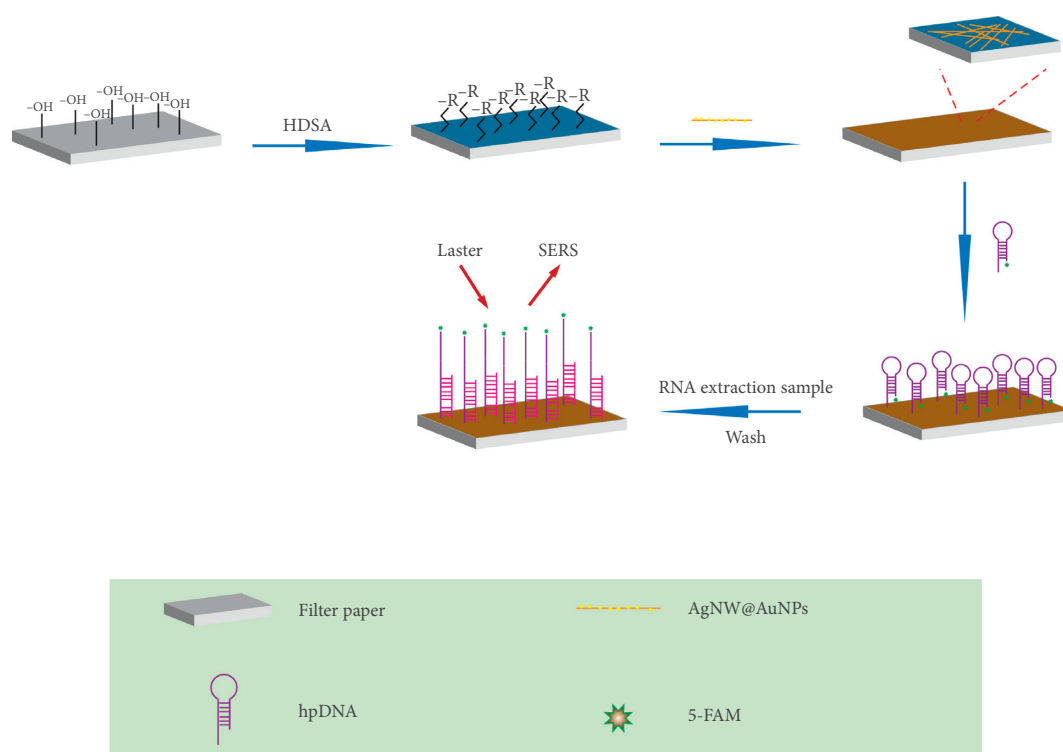 –OH
–OH
–OH
–OH
–OH
–OH
–OH
HDSA
–R
–R
–R
–R
–R
–R
–R
–R
–R
Laster
SERS
RNA extraction sample
Wash
Filter paper
AgNW@AuNPs
hpDNA
5-FAM